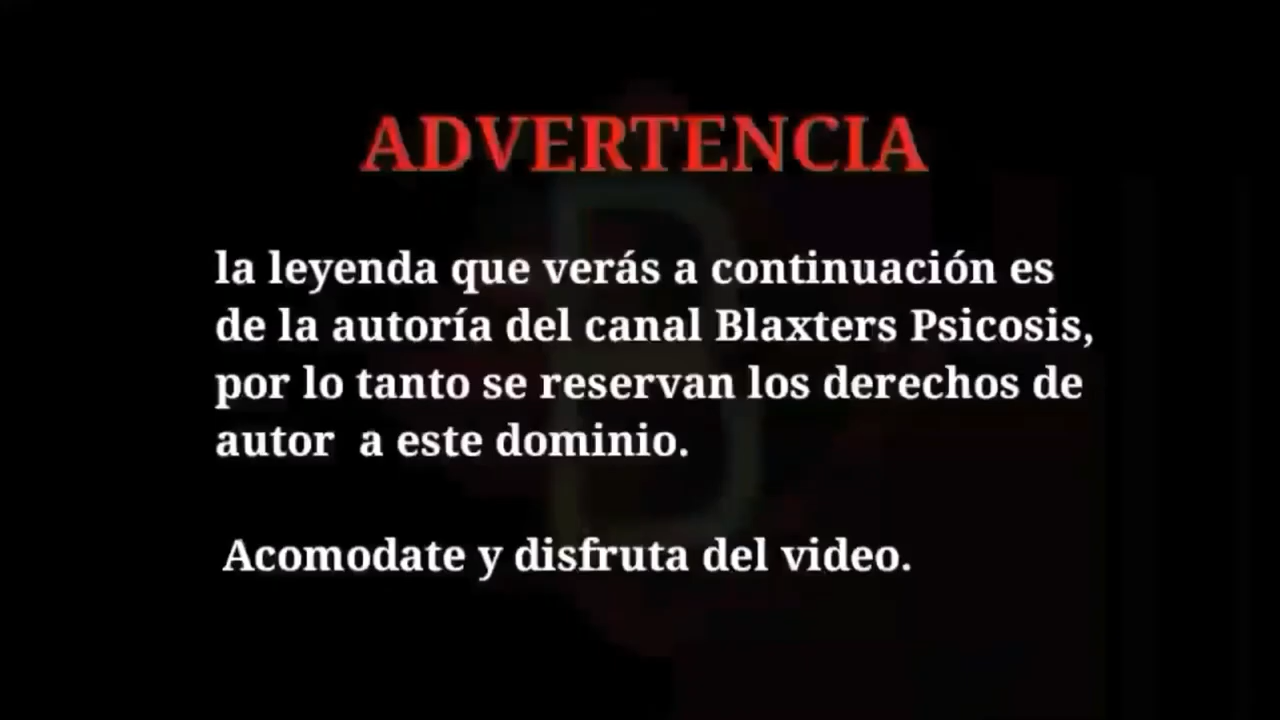 ADVERTENCIA
la leyenda que verás a continuación es
de la autoría del canal Blaxters Psicosis,
por lo tanto se reservan los derechos de
autor  a este dominio.
Acomodate y disfruta del video.